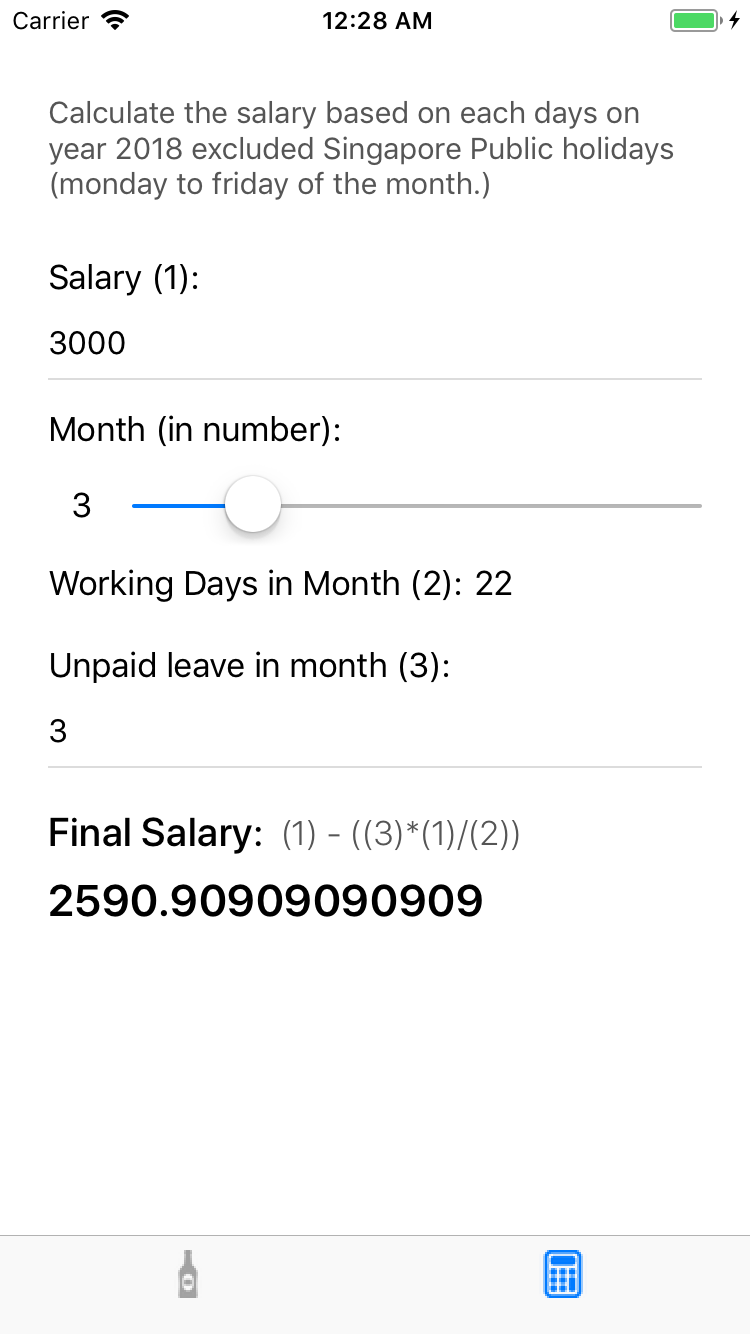 Carrier 12:28 AM
Calculate the salary based on each days on
year 2018 excluded Singapore Public holidays
(monday to friday of the month.)
Salary (1):
3000
Month (in number):
3
Working Days in Month (2): 22
Unpaid leave in month (3):
3
Final Salary: (1) - ((3)*(1)/(2))
2590.90909090909